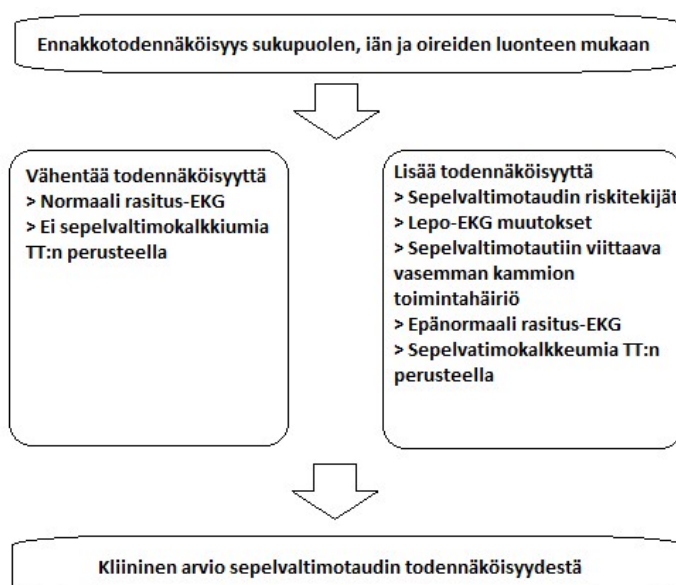 Ennakkotodennäköisyys sukupuolen, iän ja oireiden luonteen mukaan
Vähentää todennäköisyyttä
> Normaali rasitus-EKG
> Ei sepelvaltimokalkkiumia
TT:n perusteella
Lisää todennäköisyyttä
> Sepelvaltimotaudin riskitekijät
> Lepo-EKG muutokset
> Sepelvaltimotautiin viittaava
vasemman kammion
toimintahäiriö
> Epänormaali rasitus-EKG
> Sepelvatimokalkkeumia TT:n
perusteella
Kliininen arvio sepelvaltimotaudin todennäköisyydestä